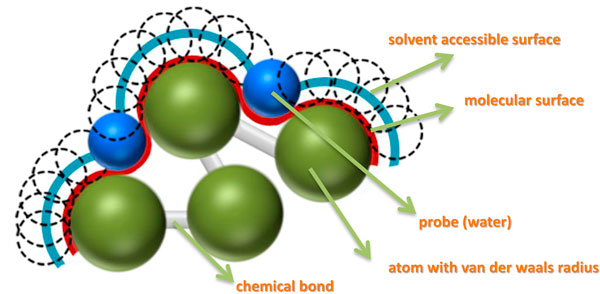 solvent accessible surface
molecular surface
probe (water)
atom with van der waals radius
chemical bond